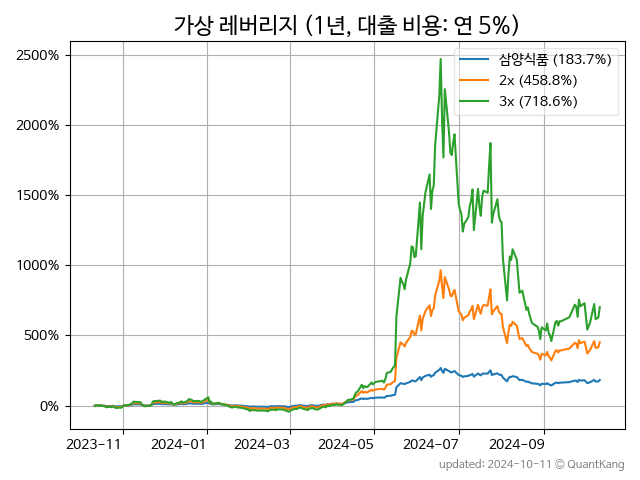 가상 레버리지 (1년, 대출 비용: 연 5%)
삼양식품 (183.7%)
2x (458.8%)
3x (718.6%)
2500%
2000%
1500%
1000%
500%
0%
2023-11 2024-01 2024-03 2024-05 2024-07 2024-09
updated: 2024-10-11 © QuantKang